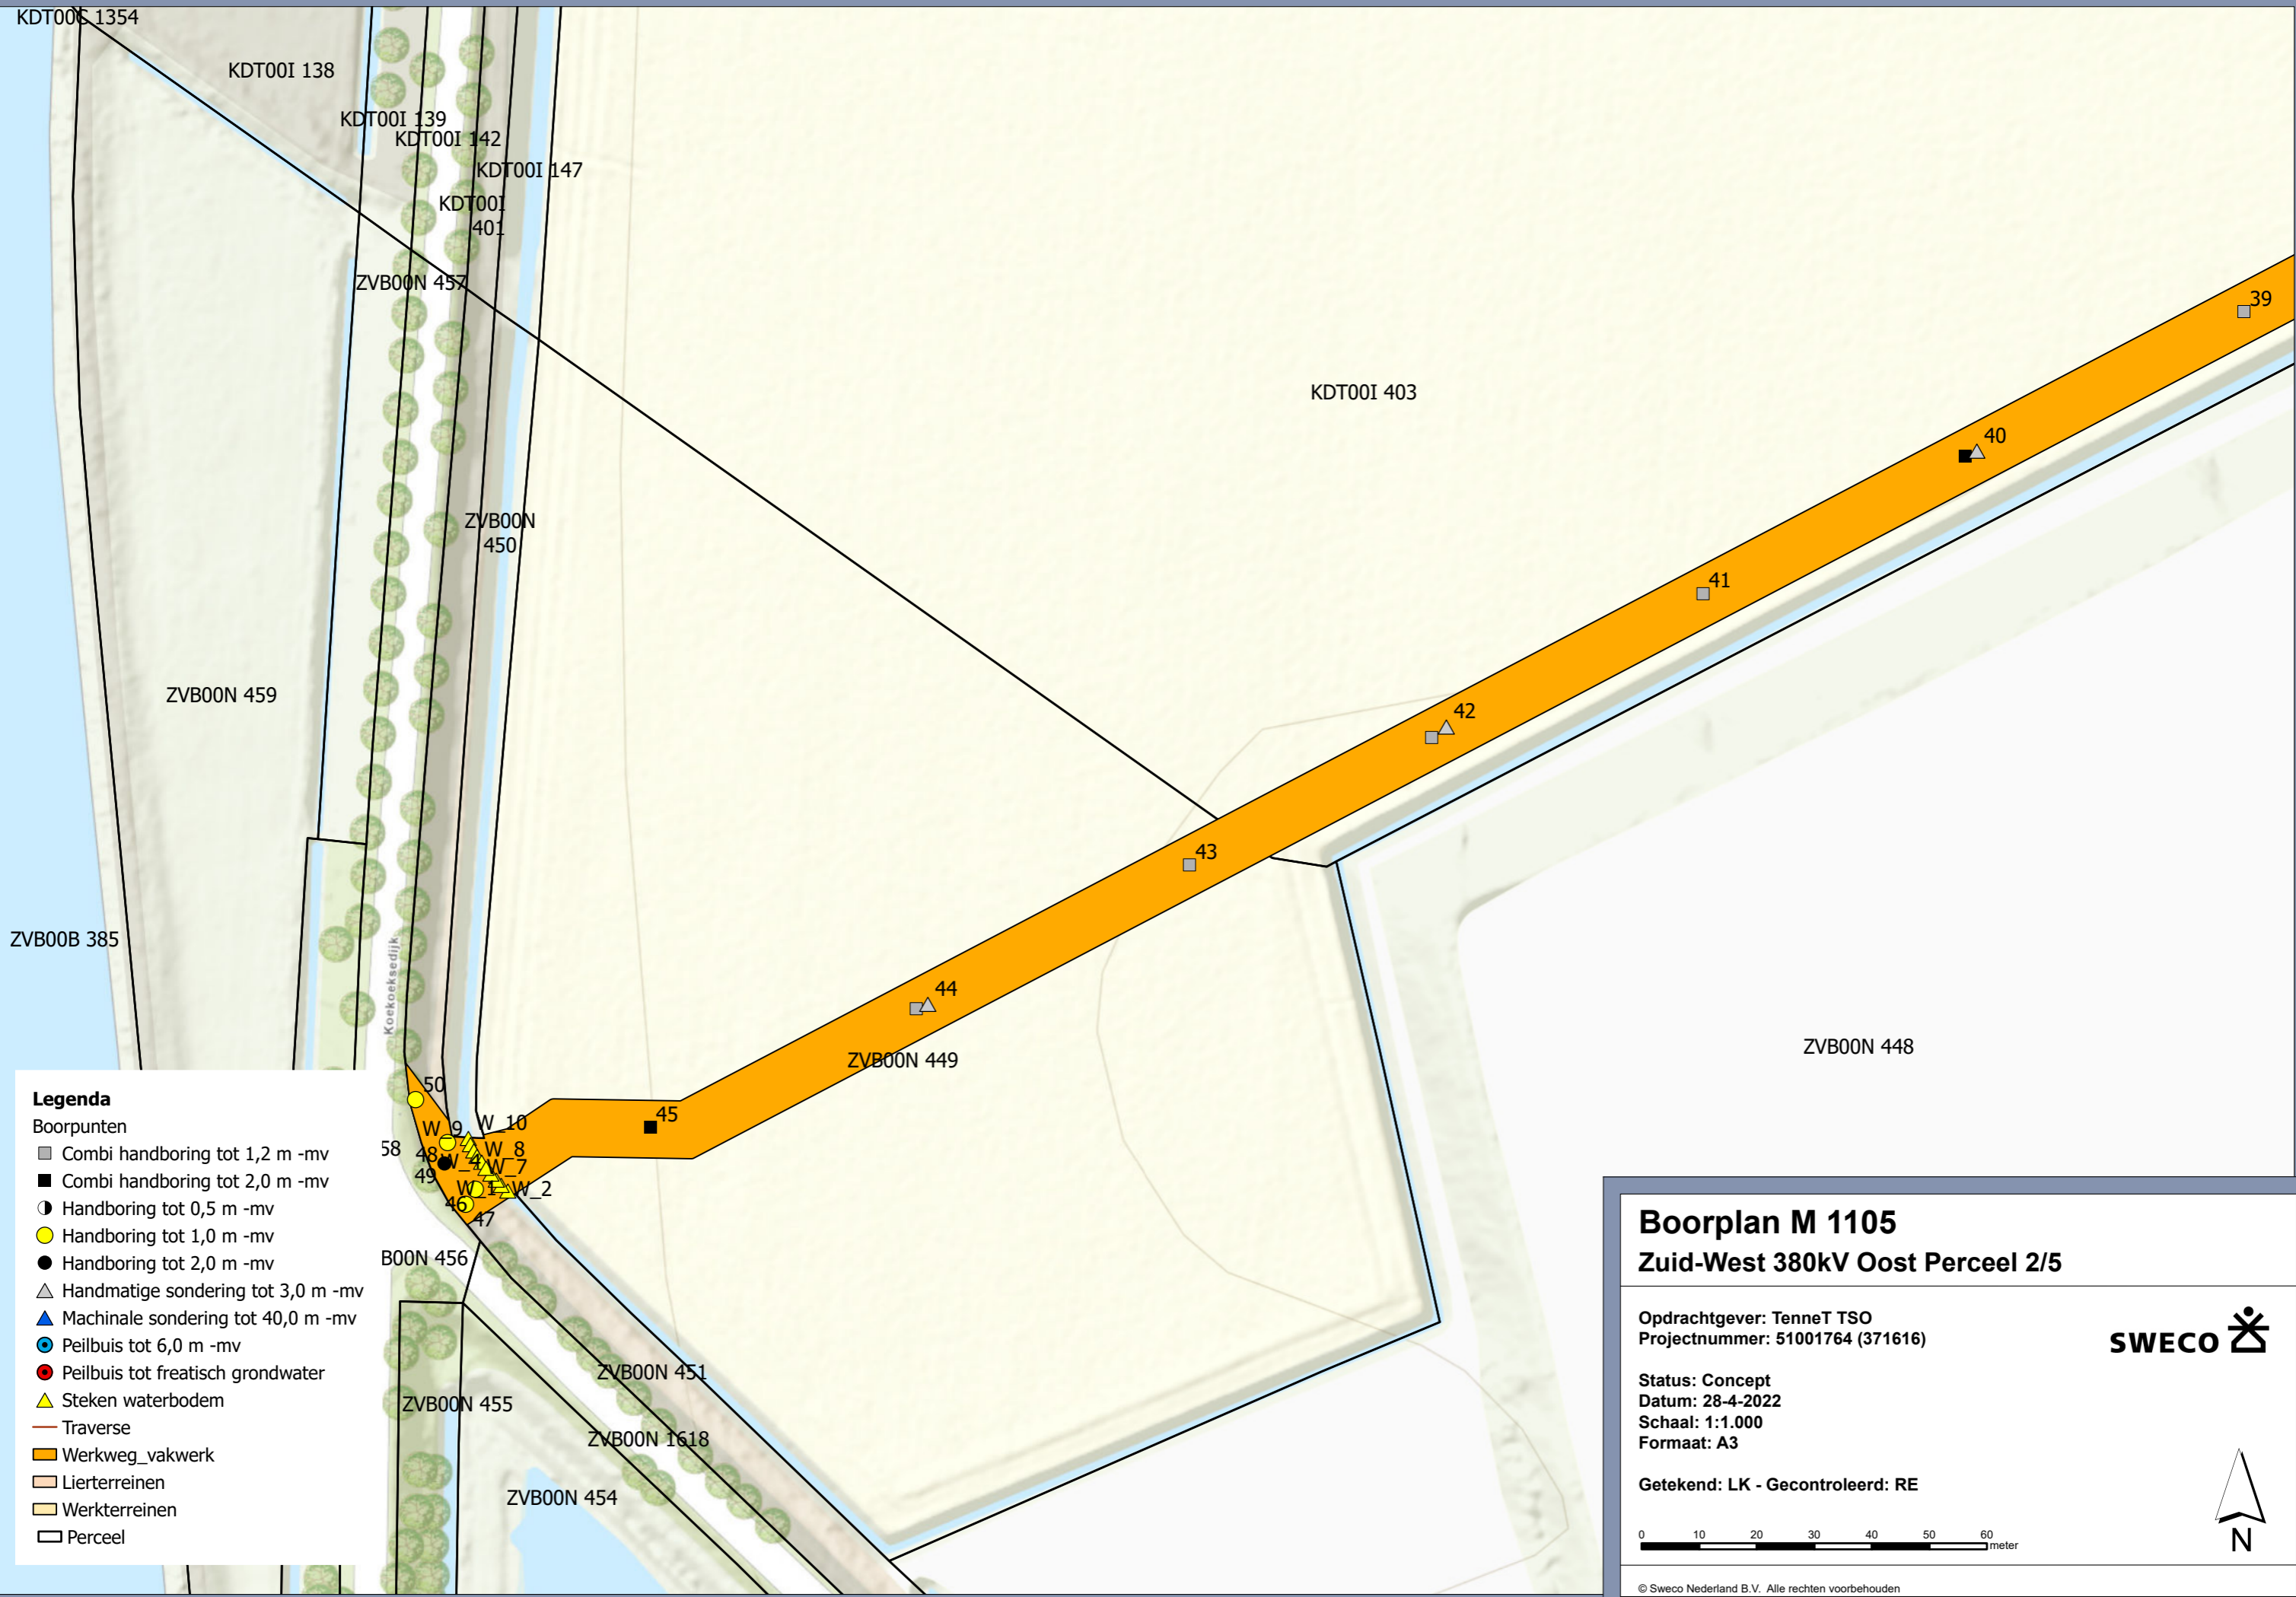 KDT00C 1354
KDT00I 138
KDT00I 139
KDT00I 142
KDT00I 147
KDT00I
401
ZVB00N 457
39
KDT00I 403
40
ZVB00N
450
41
ZVB00N 459
42
43
ZVB00B 385
Koekoeksedijk
44
ZVB00N 448
ZVB00N 449
50
45
W_10
W_9
58
48
W_8
W_4
W_7
49
W_1
W_2
46
47
B00N 456
ZVB00N 451
ZVB00N 455
ZVB00N 1618
ZVB00N 454
Legenda
Boorpunten
Combi handboring tot 1,2 m -mv
Combi handboring tot 2,0 m -mv
Handboring tot 0,5 m -mv
Handboring tot 1,0 m -mv
Handboring tot 2,0 m -mv
Handmatige sondering tot 3,0 m -mv
Machinale sondering tot 40,0 m -mv
Peilbuis tot 6,0 m -mv
Peilbuis tot freatisch grondwater
Steken waterbodem
Traverse
Werkweg_vakwerk
Lierterreinen
Werkterreinen
Perceel
Boorplan M 1105
Zuid-West 380kV Oost Perceel 2/5
Opdrachtgever: TenneT TSO
Projectnummer: 51001764 (371616)
SWECO
Status: Concept
Datum: 28-4-2022
Schaal: 1:1.000
Formaat: A3
Getekend: LK - Gecontroleerd: RE
0 10 20 30 40 50 60
meter
N
© Sweco Nederland B.V. Alle rechten voorbehouden